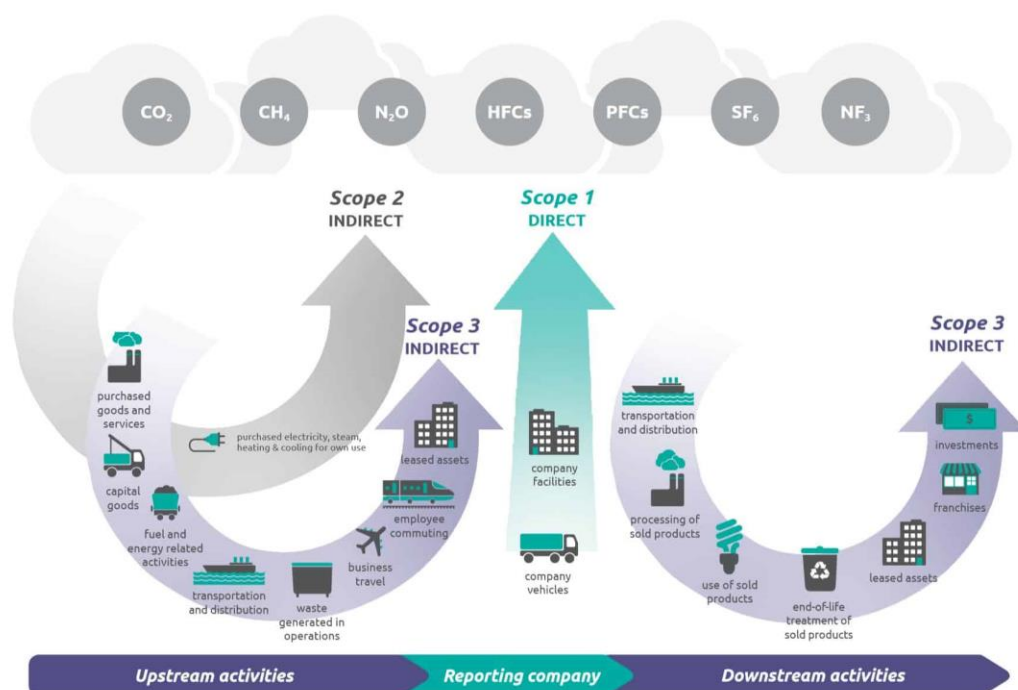 CO₂
CH₄
N₂O
HFCs
PFCs
SF₆
NF₃
Scope 2
INDIRECT
Scope 1
DIRECT
Scope 3
INDIRECT
Scope 3
INDIRECT
purchased
goods and
services
capital
goods
fuel and
energy related
activities
purchased electricity, steam,
heating & cooling for own use
transportation
and distribution
waste
generated in
operations
business
travel
employee
commuting
leased assets
company
facilities
company
vehicles
transportation
and distribution
processing of
sold products
use of sold
products
end-of-life
treatment of
sold products
leased assets
franchises
$
investments
Upstream activities
Reporting company
Downstream activities